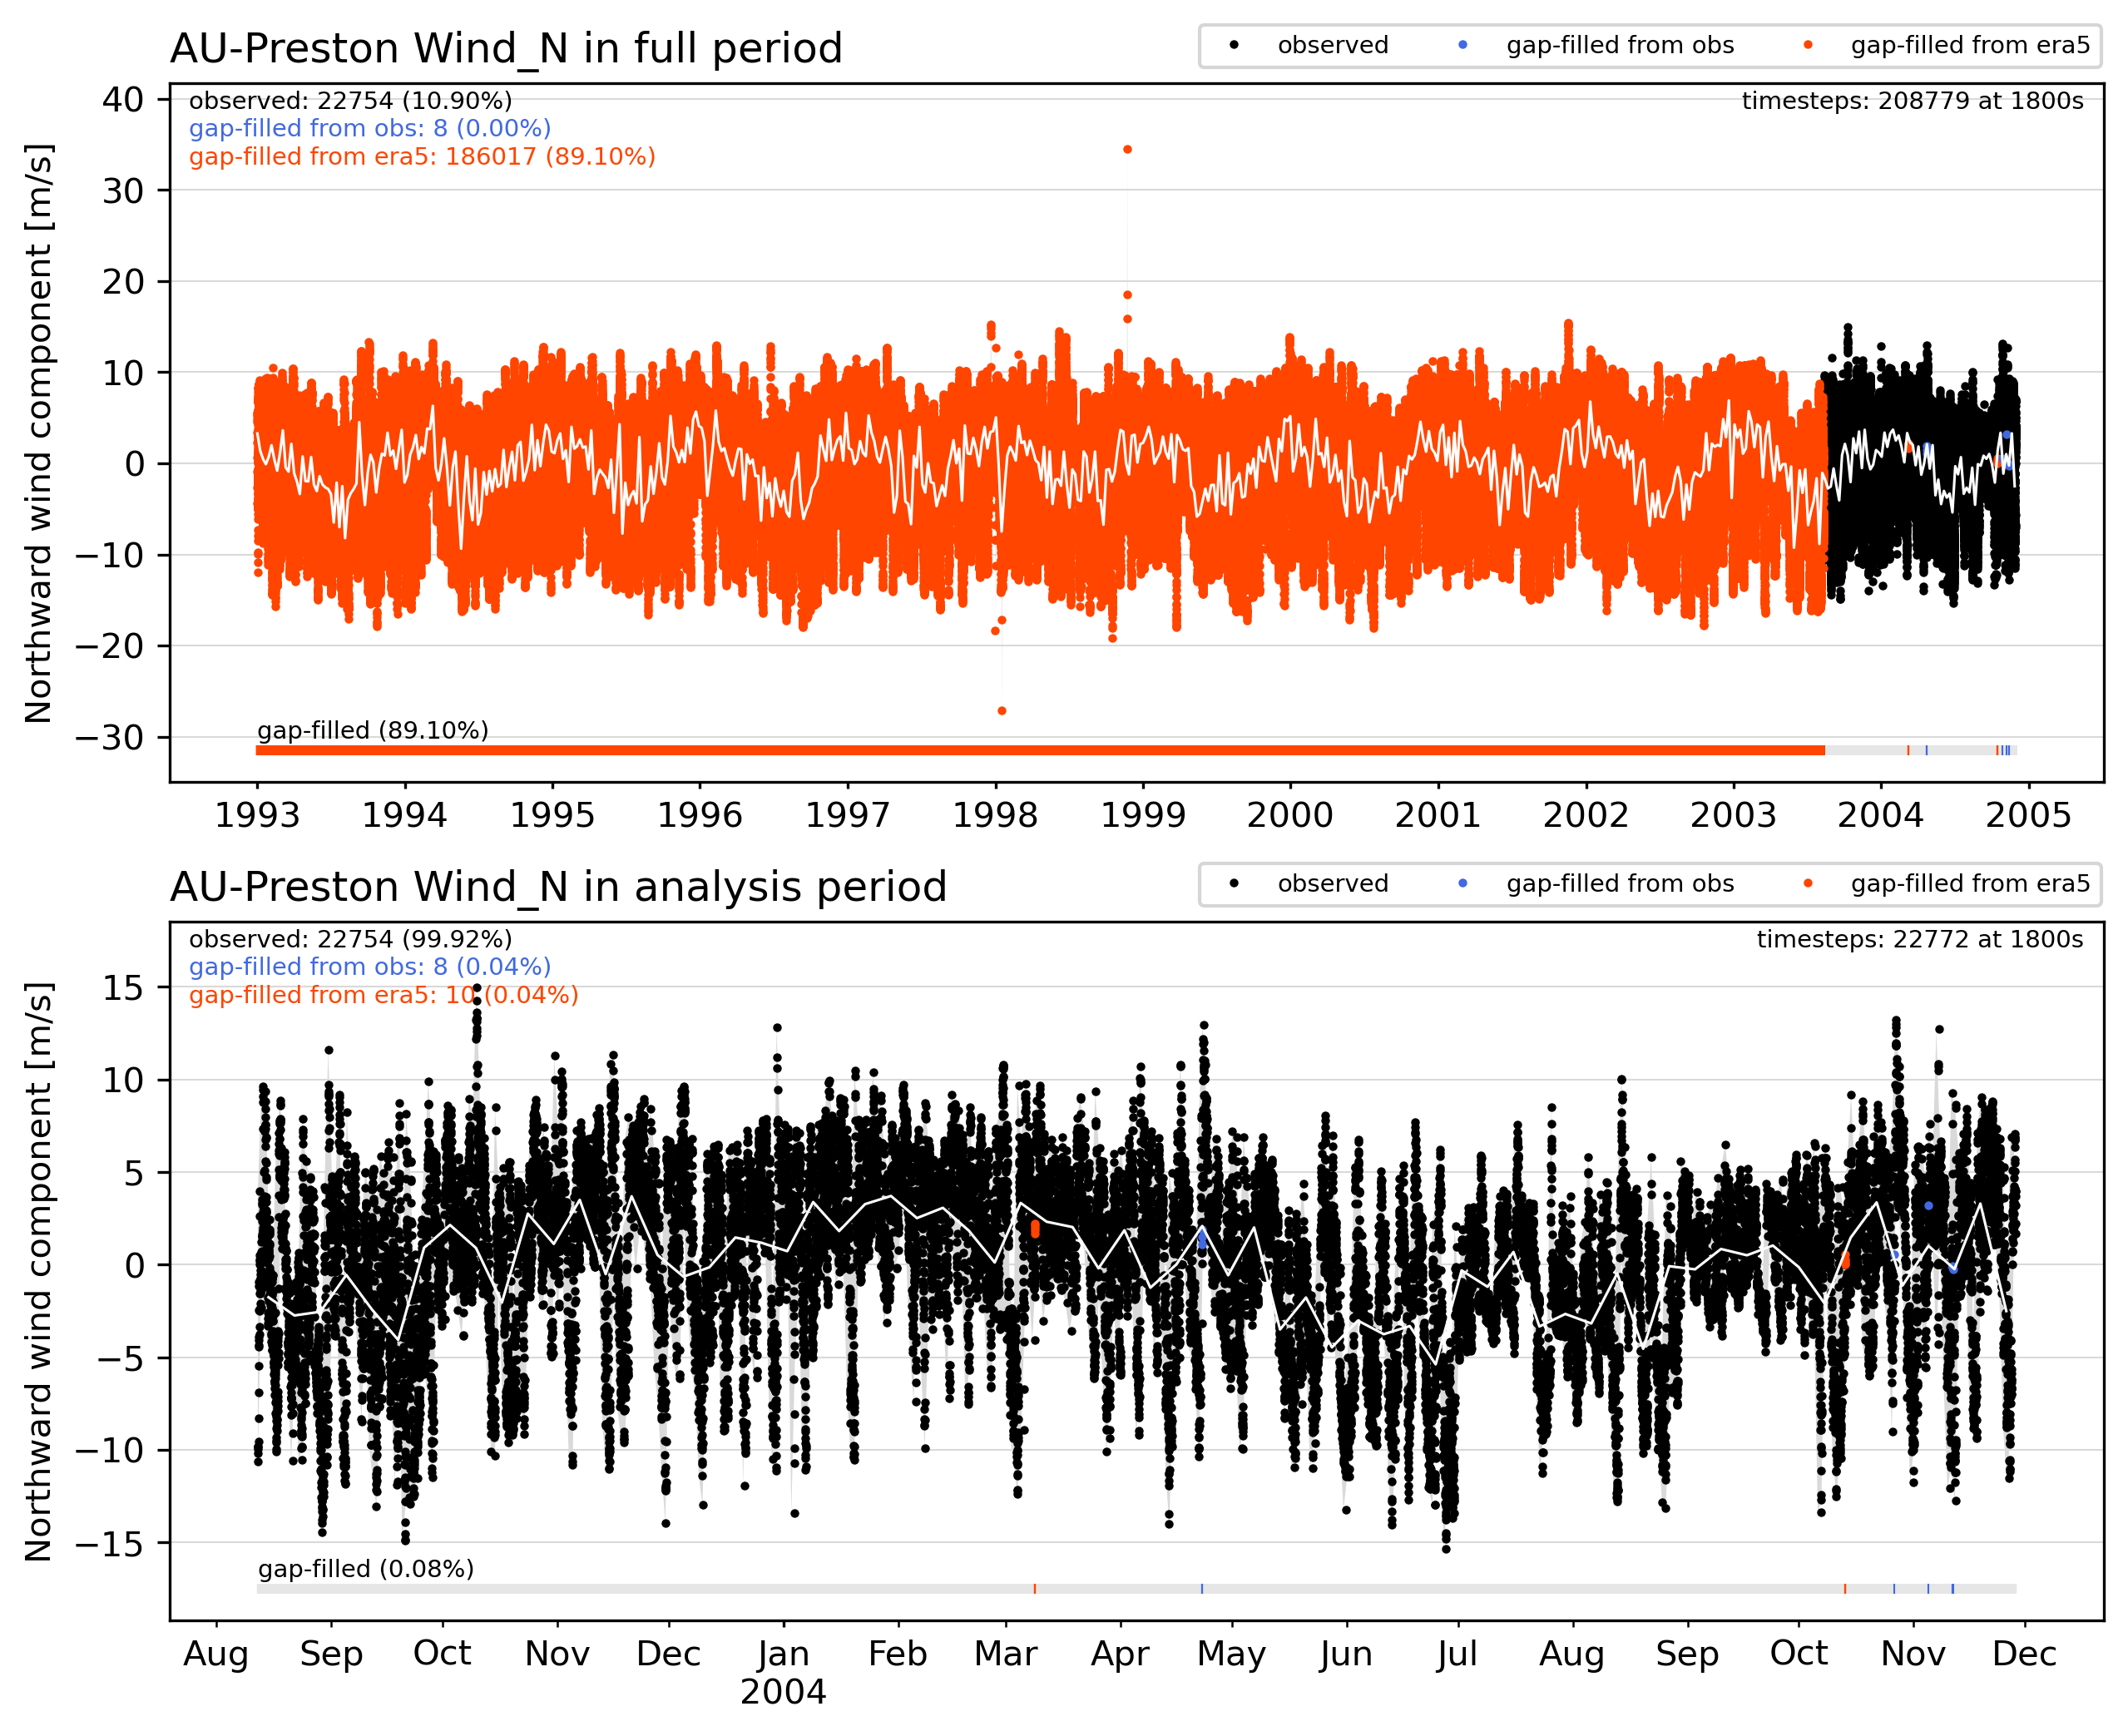 AU-Preston Wind_N in full period
observed
gap-filled from obs
gap-filled from era5
observed: 22754 (10.90%)
timesteps: 208779 at 1800s
gap-filled from obs: 8 (0.00%)
gap-filled from era5: 186017 (89.10%)
Northward wind component [m/s]
40
30
20
10
0
−10
−20
−30
gap-filled (89.10%)
1993 1994 1995 1996 1997 1998 1999 2000 2001 2002 2003 2004 2005
AU-Preston Wind_N in analysis period
observed
gap-filled from obs
gap-filled from era5
observed: 22754 (99.92%)
timesteps: 22772 at 1800s
gap-filled from obs: 8 (0.04%)
gap-filled from era5: 10 (0.04%)
Northward wind component [m/s]
15
10
5
0
−5
−10
−15
gap-filled (0.08%)
Aug Sep Oct Nov Dec Jan Feb Mar Apr May Jun Jul Aug Sep Oct Nov Dec
2004